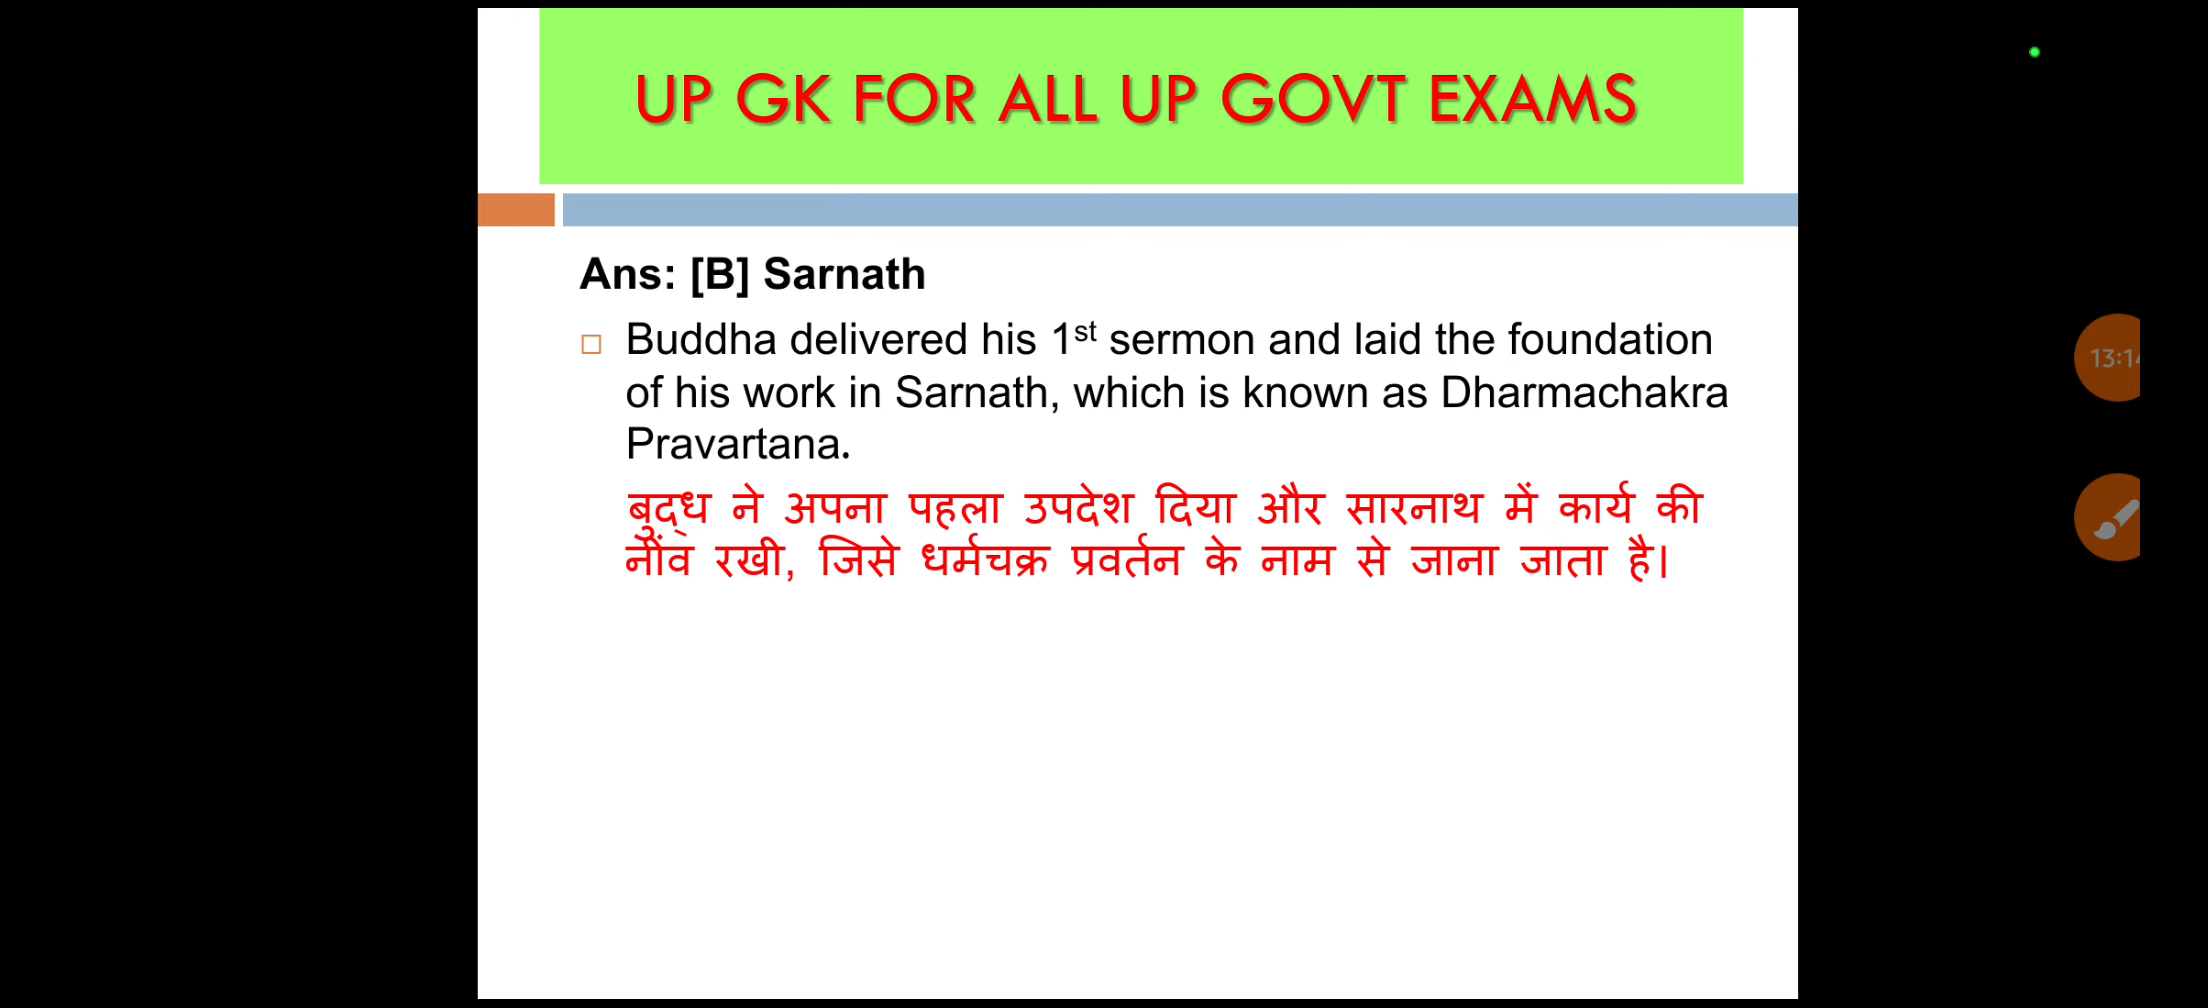 UP GK FOR ALL UP GOVT EXAMS
Ans: [B] Sarnath
Buddha delivered his 1st sermon and laid the foundation
of his work in Sarnath, which is known as Dharmachakra
Pravartana.
बुद्ध ने अपना पहला उपदेश दिया और सारनाथ में कार्य की
नींव रखी, जिसे धर्मचक्र प्रवर्तन के नाम से जाना जाता है।